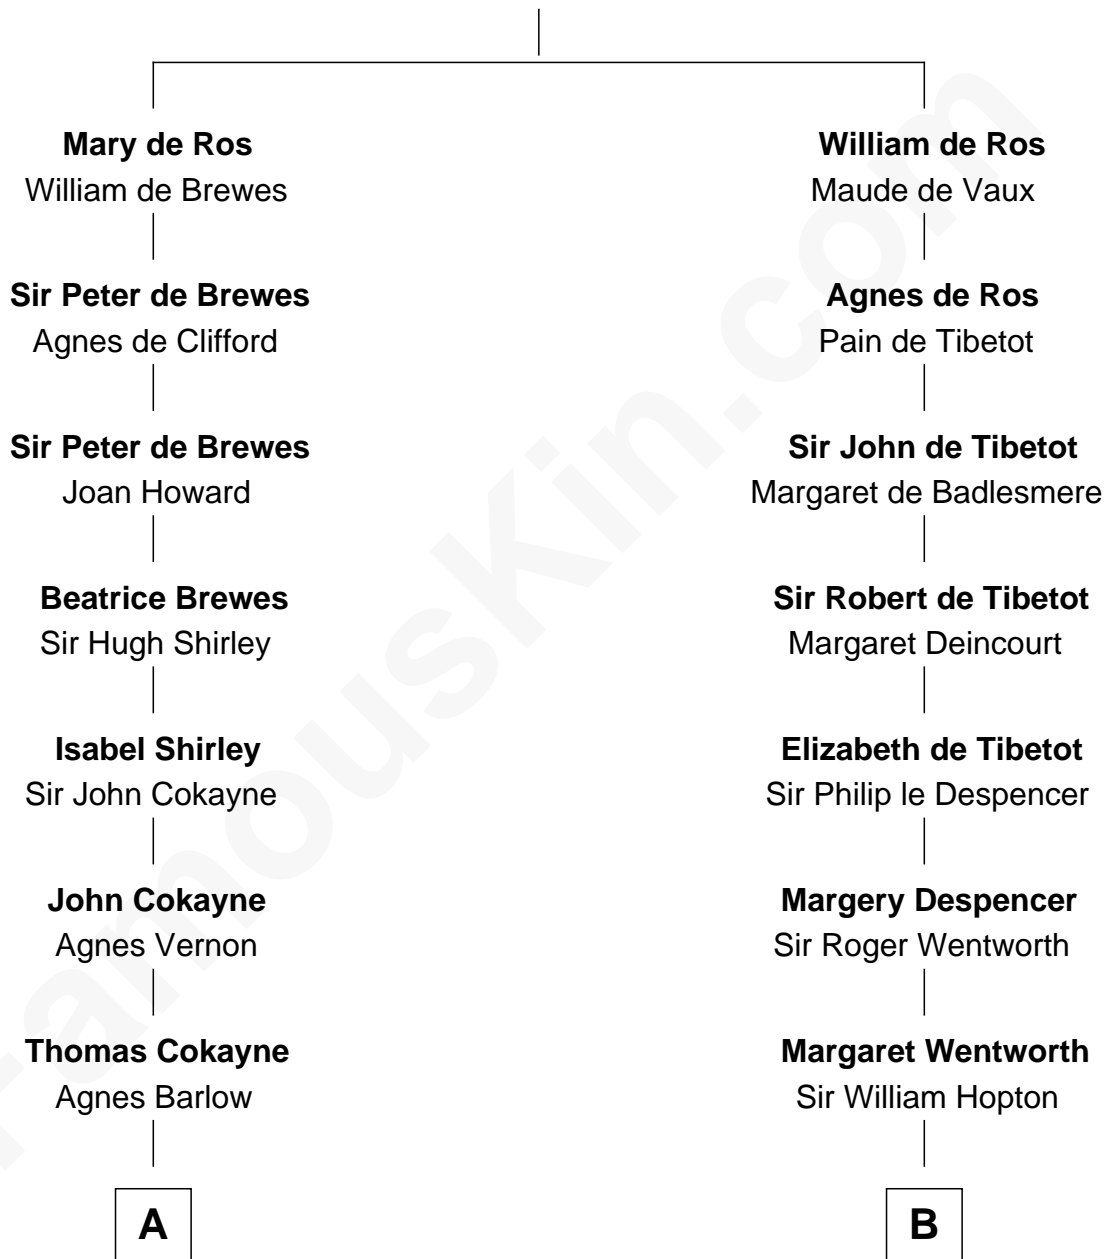 Mary de Ros
William de Brewes
Sir Peter de Brewes
Agnes de Clifford
Sir Peter de Brewes
Joan Howard
Beatrice Brewes
Sir Hugh Shirley
Isabel Shirley
Sir John Cokayne
John Cokayne
Agnes Vernon
Thomas Cokayne
Agnes Barlow
A
William de Ros
Maude de Vaux
Agnes de Ros
Pain de Tibetot
Sir John de Tibetot
Margaret de Badlesmere
Sir Robert de Tibetot
Margaret Deincourt
Elizabeth de Tibetot
Sir Philip le Despencer
Margery Despencer
Sir Roger Wentworth
Margaret Wentworth
Sir William Hopton
B
FamousKin.com